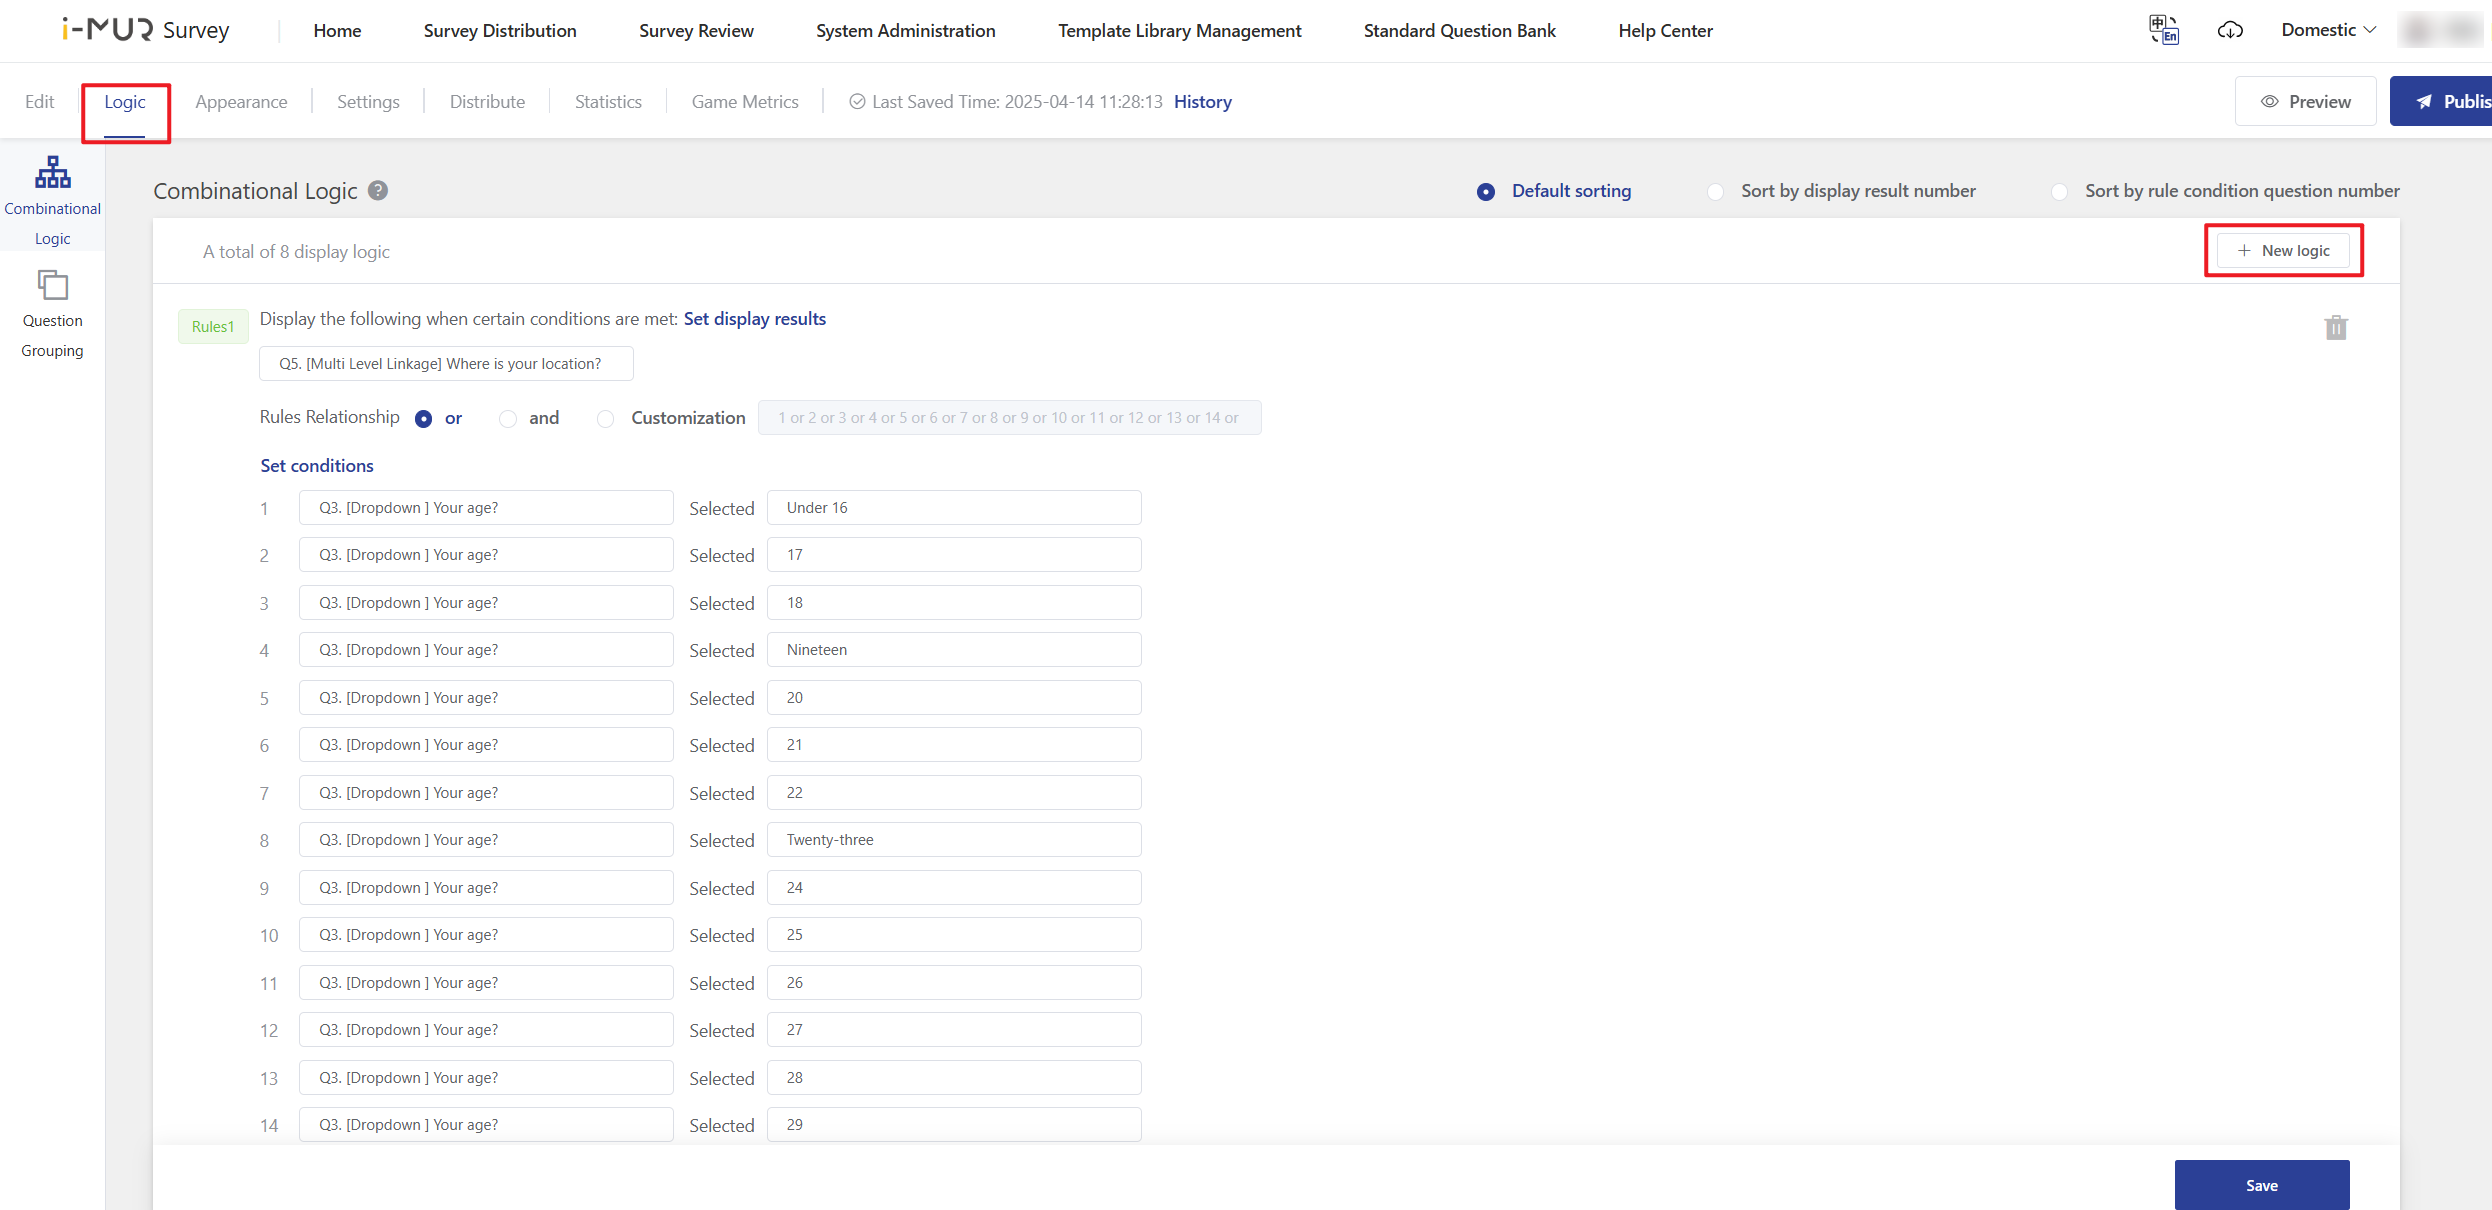 i-MUR Survey Home Survey Distribution Survey Review System Administration Template Library Management Standard Question Bank Help Center 中 En Domestic
Edit Logic Appearance Settings Distribute Statistics Game Metrics Last Saved Time: 2025-04-14 11:28:13 History Preview Publis
Combinational
Logic
Question
Grouping
Combinational Logic ? Default sorting Sort by display result number Sort by rule condition question number
A total of 8 display logic + New logic
Rules1 Display the following when certain conditions are met: Set display results
Q5. [Multi Level Linkage] Where is your location?
Rules Relationship or and Customization 1 or 2 or 3 or 4 or 5 or 6 or 7 or 8 or 9 or 10 or 11 or 12 or 13 or 14 or
Set conditions
1 Q3. [Dropdown ] Your age? Selected Under 16
2 Q3. [Dropdown ] Your age? Selected 17
3 Q3. [Dropdown ] Your age? Selected 18
4 Q3. [Dropdown ] Your age? Selected Nineteen
5 Q3. [Dropdown ] Your age? Selected 20
6 Q3. [Dropdown ] Your age? Selected 21
7 Q3. [Dropdown ] Your age? Selected 22
8 Q3. [Dropdown ] Your age? Selected Twenty-three
9 Q3. [Dropdown ] Your age? Selected 24
10 Q3. [Dropdown ] Your age? Selected 25
11 Q3. [Dropdown ] Your age? Selected 26
12 Q3. [Dropdown ] Your age? Selected 27
13 Q3. [Dropdown ] Your age? Selected 28
14 Q3. [Dropdown ] Your age? Selected 29
Save